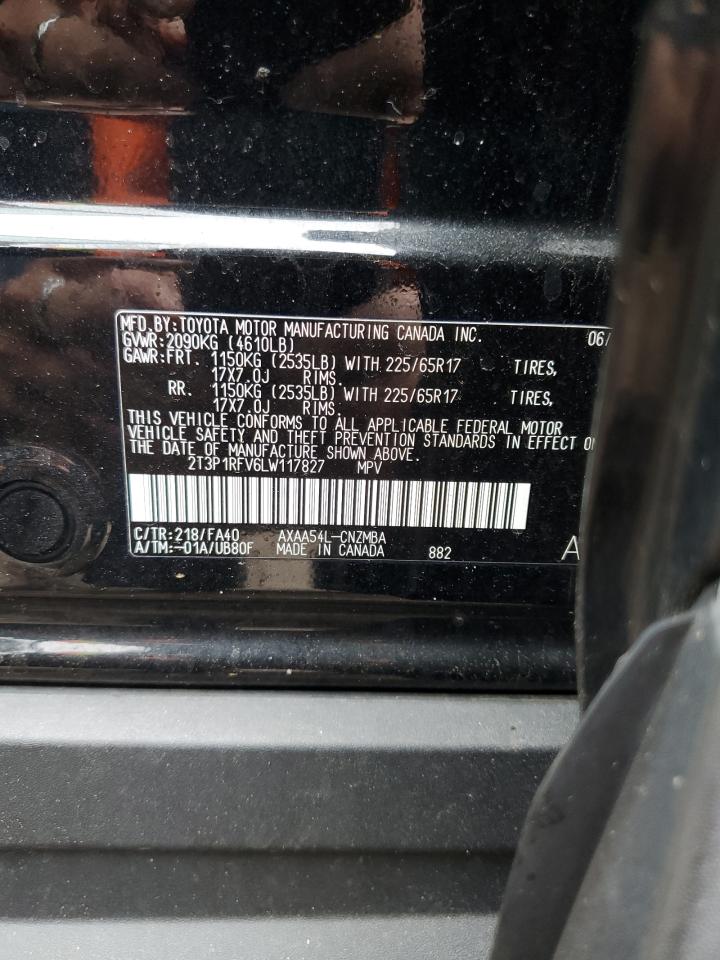 MFD.BY:TOYOTA MOTOR MANUFACTURING CANADA INC. 06/
GVWR:2090KG (4610LB)
GAWR:FRT. 1150KG (2535LB) WITH 225/65R17 TIRES,
17X7.0J RIMS.
RR. 1150KG (2535LB) WITH 225/65R17 TIRES,
17X7.0J RIMS.
THIS VEHICLE CONFORMS TO ALL APPLICABLE FEDERAL MOTOR
VEHICLE SAFETY AND THEFT PREVENTION STANDARDS IN EFFECT
THE DATE OF MANUFACTURE SHOWN ABOVE.
2T3P1RFV6LW117827 MPV
C/TR:218/FA40 AXAA54L-CNZMBA
A/TM:-01A/UB80F MADE IN CANADA 882 A